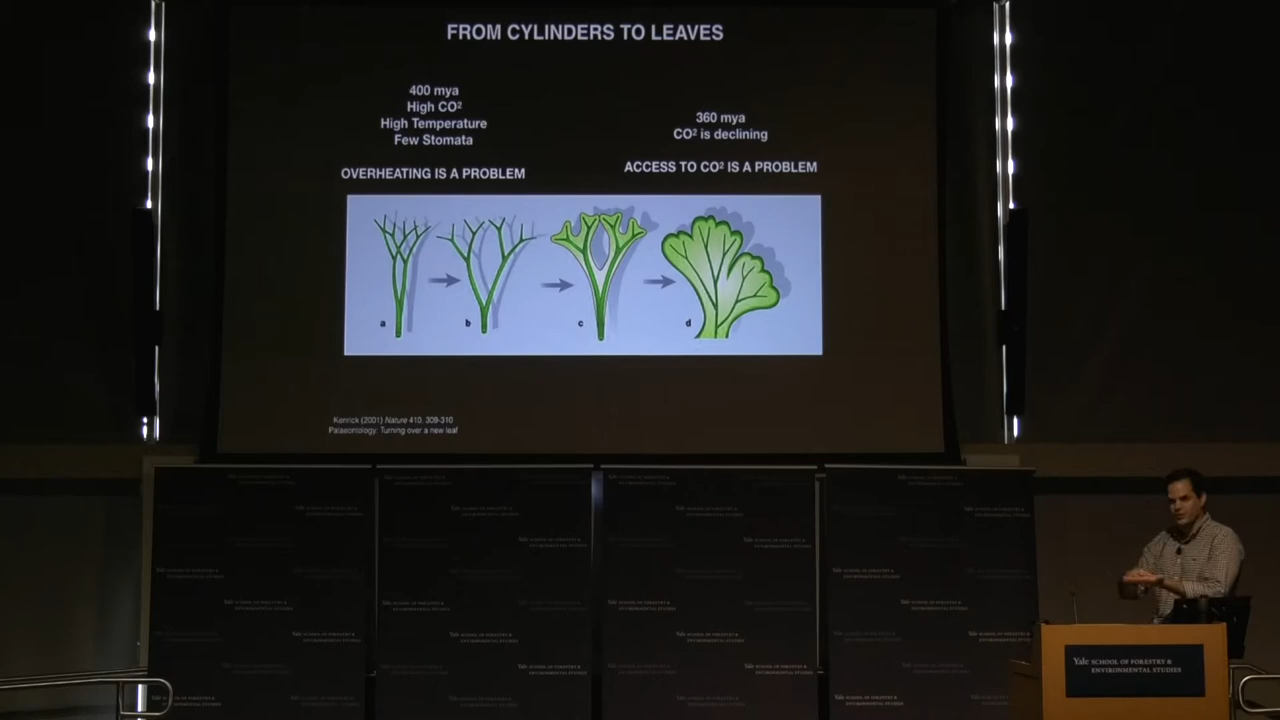 FROM CYLINDERS TO LEAVES
400 mya
High CO²
High Temperature
Few Stomata
OVERHEATING IS A PROBLEM
360 mya
CO² is declining
ACCESS TO CO² IS A PROBLEM
a
b
c
d
Kenrick (2001) Nature 410, 309-310
Palaeontology: Turning over a new leaf
Yale SCHOOL OF FORESTRY &
ENVIRONMENTAL STUDIES